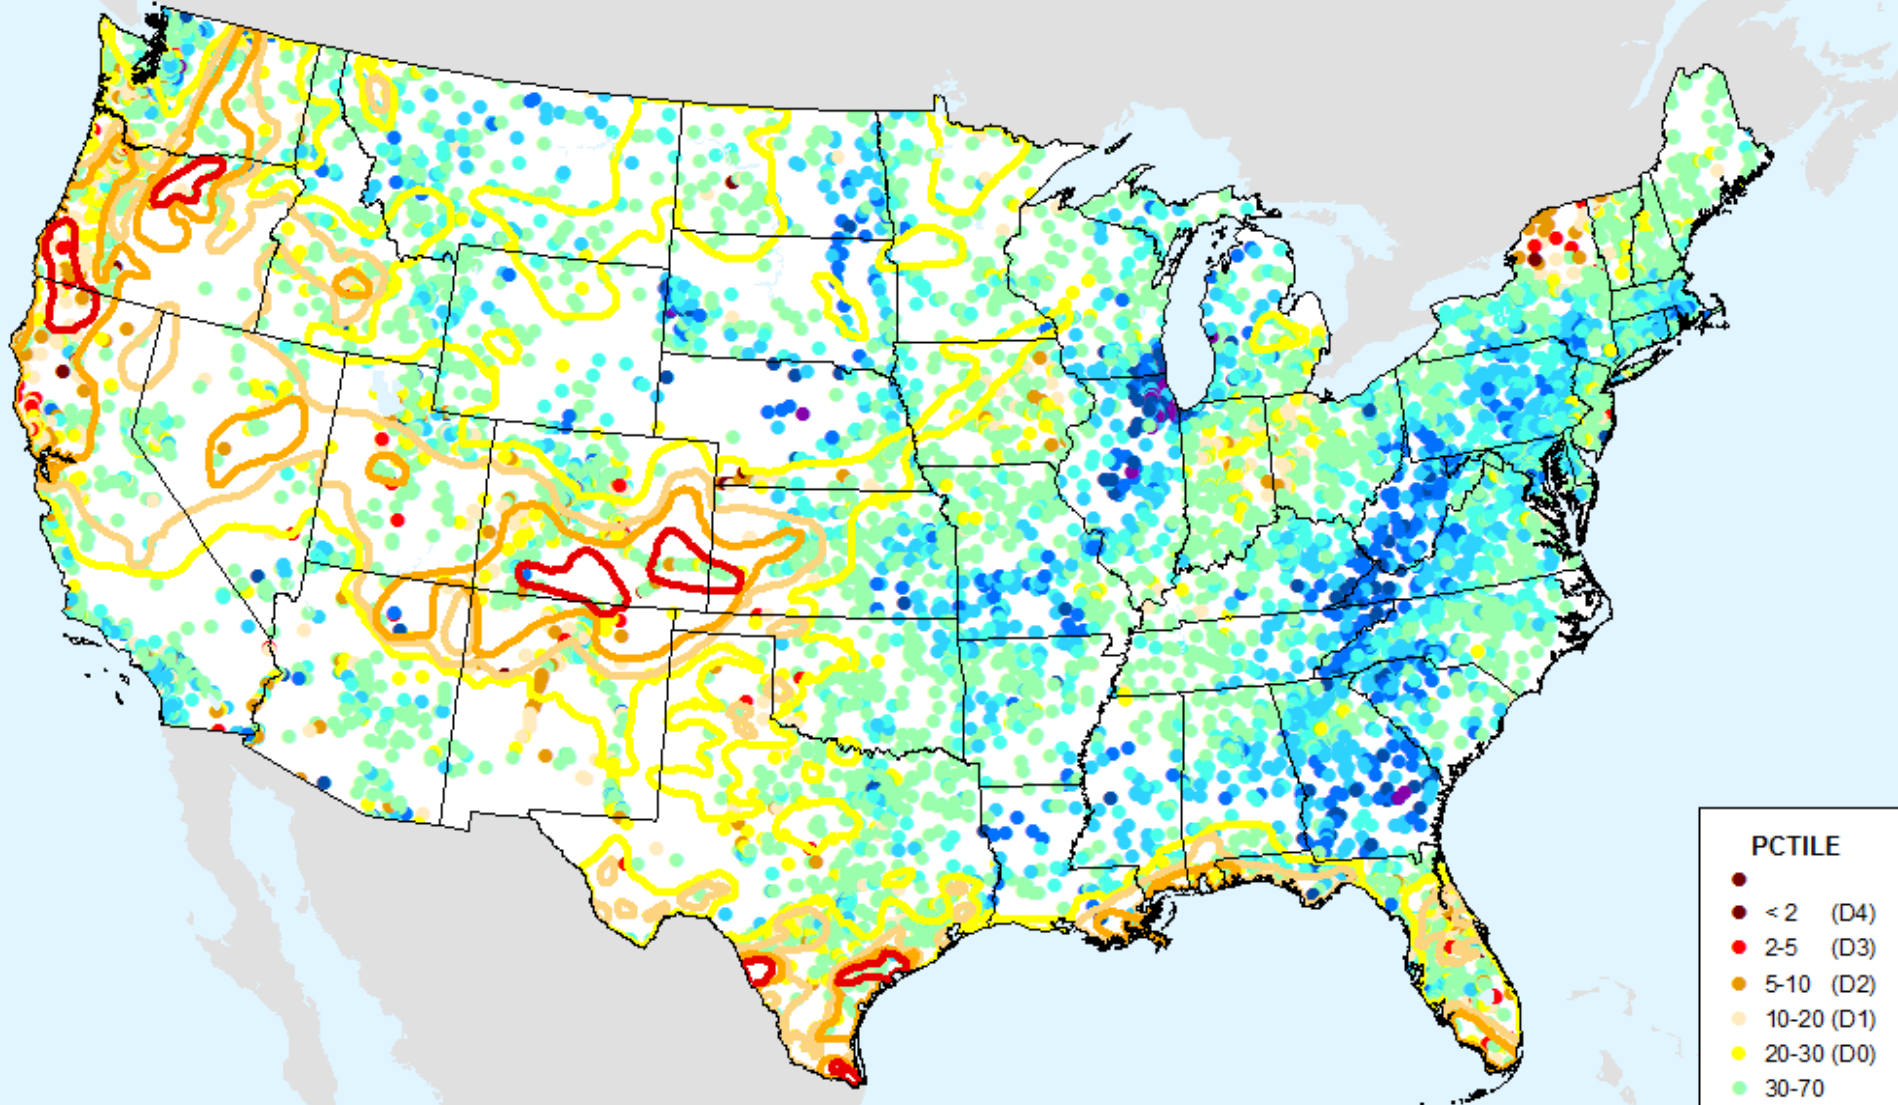 PCTILE
< 2 (D4)
2-5 (D3)
5-10 (D2)
10-20 (D1)
20-30 (D0)
30-70